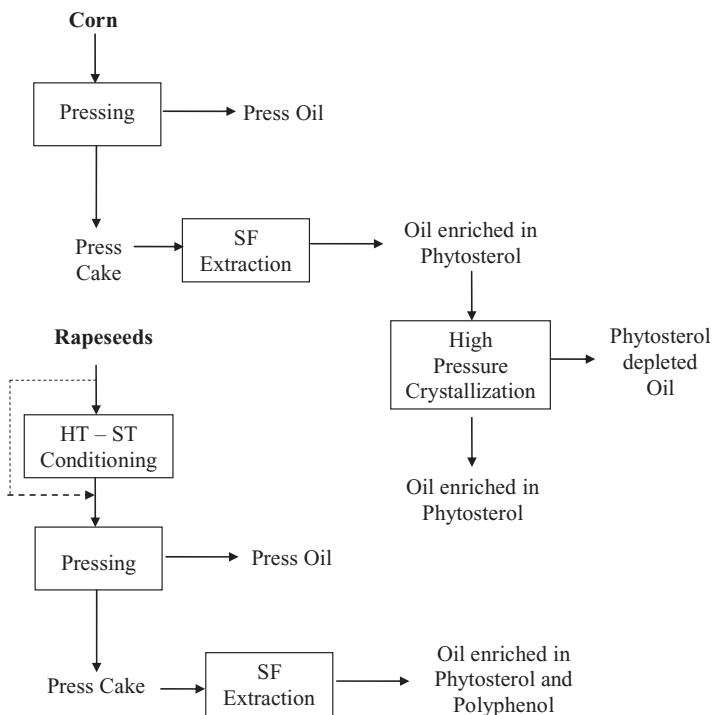 Corn
Pressing
Press Oil
Press
Cake
SF
Extraction
Oil enriched in
Phytosterol
High
Pressure
Crystallization
Phytosterol
depleted
Oil
Oil enriched in
Phytosterol
Rapeseeds
HT – ST
Conditioning
Pressing
Press Oil
Press Cake
SF
Extraction
Oil enriched in
Phytosterol and
Polyphenol